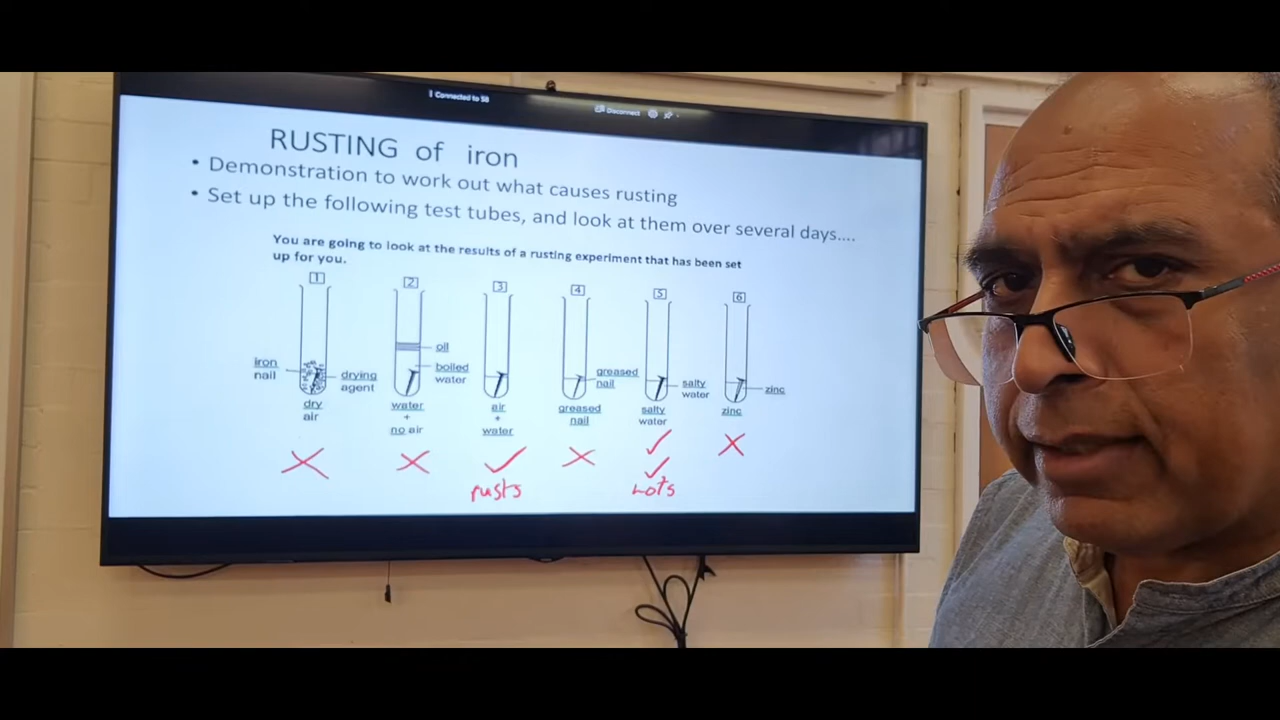 Connected to SB
Disconnect
RUSTING of iron
• Demonstration to work out what causes rusting
• Set up the following test tubes, and look at them over several days....
You are going to look at the results of a rusting experiment that has been set
up for you.
1 2 3 4 5 6
iron
nail
drying
agent
dry
air
oil
boiled
water
water
+
no air
air
+
water
greased
nail
greased
nail
salty
water
salty
water
zinc
zinc
rusts
Lots